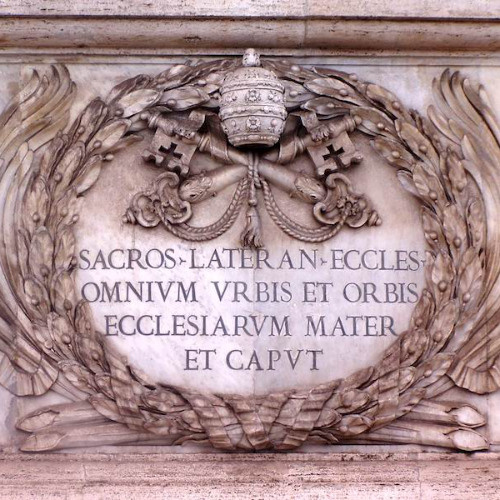 SACROS·LATERAN·ECCLES·
OMNIVM VRBIS ET ORBIS
ECCLESIARVM MATER
ET CAPVT